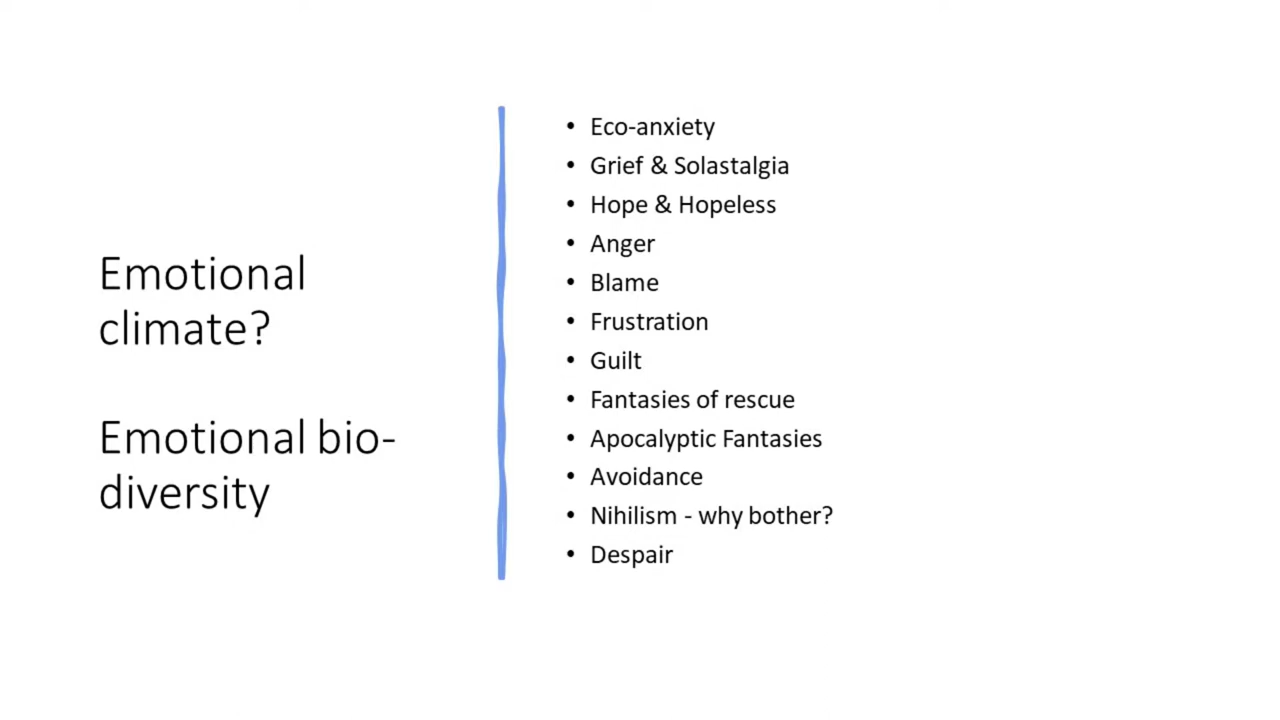 Emotional
climate?
Emotional bio-
diversity
• Eco-anxiety
• Grief & Solastalgia
• Hope & Hopeless
• Anger
• Blame
• Frustration
• Guilt
• Fantasies of rescue
• Apocalyptic Fantasies
• Avoidance
• Nihilism - why bother?
• Despair